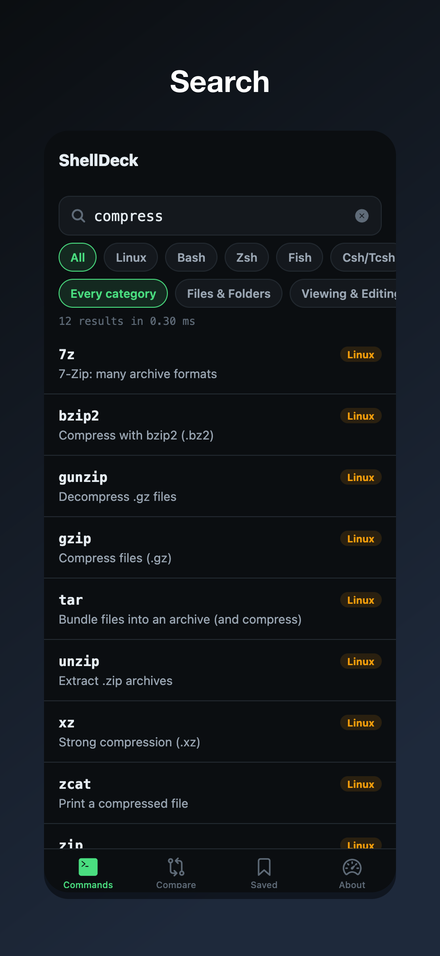 Search
ShellDeck
compress
All Linux Bash Zsh Fish Csh/Tcsh
Every category Files & Folders Viewing & Editing
12 results in 0.30 ms
7z Linux
7-Zip: many archive formats
bzip2 Linux
Compress with bzip2 (.bz2)
gunzip Linux
Decompress .gz files
gzip Linux
Compress files (.gz)
tar Linux
Bundle files into an archive (and compress)
unzip Linux
Extract .zip archives
xz Linux
Strong compression (.xz)
zcat Linux
Print a compressed file
zip Linux
Commands Compare Saved About